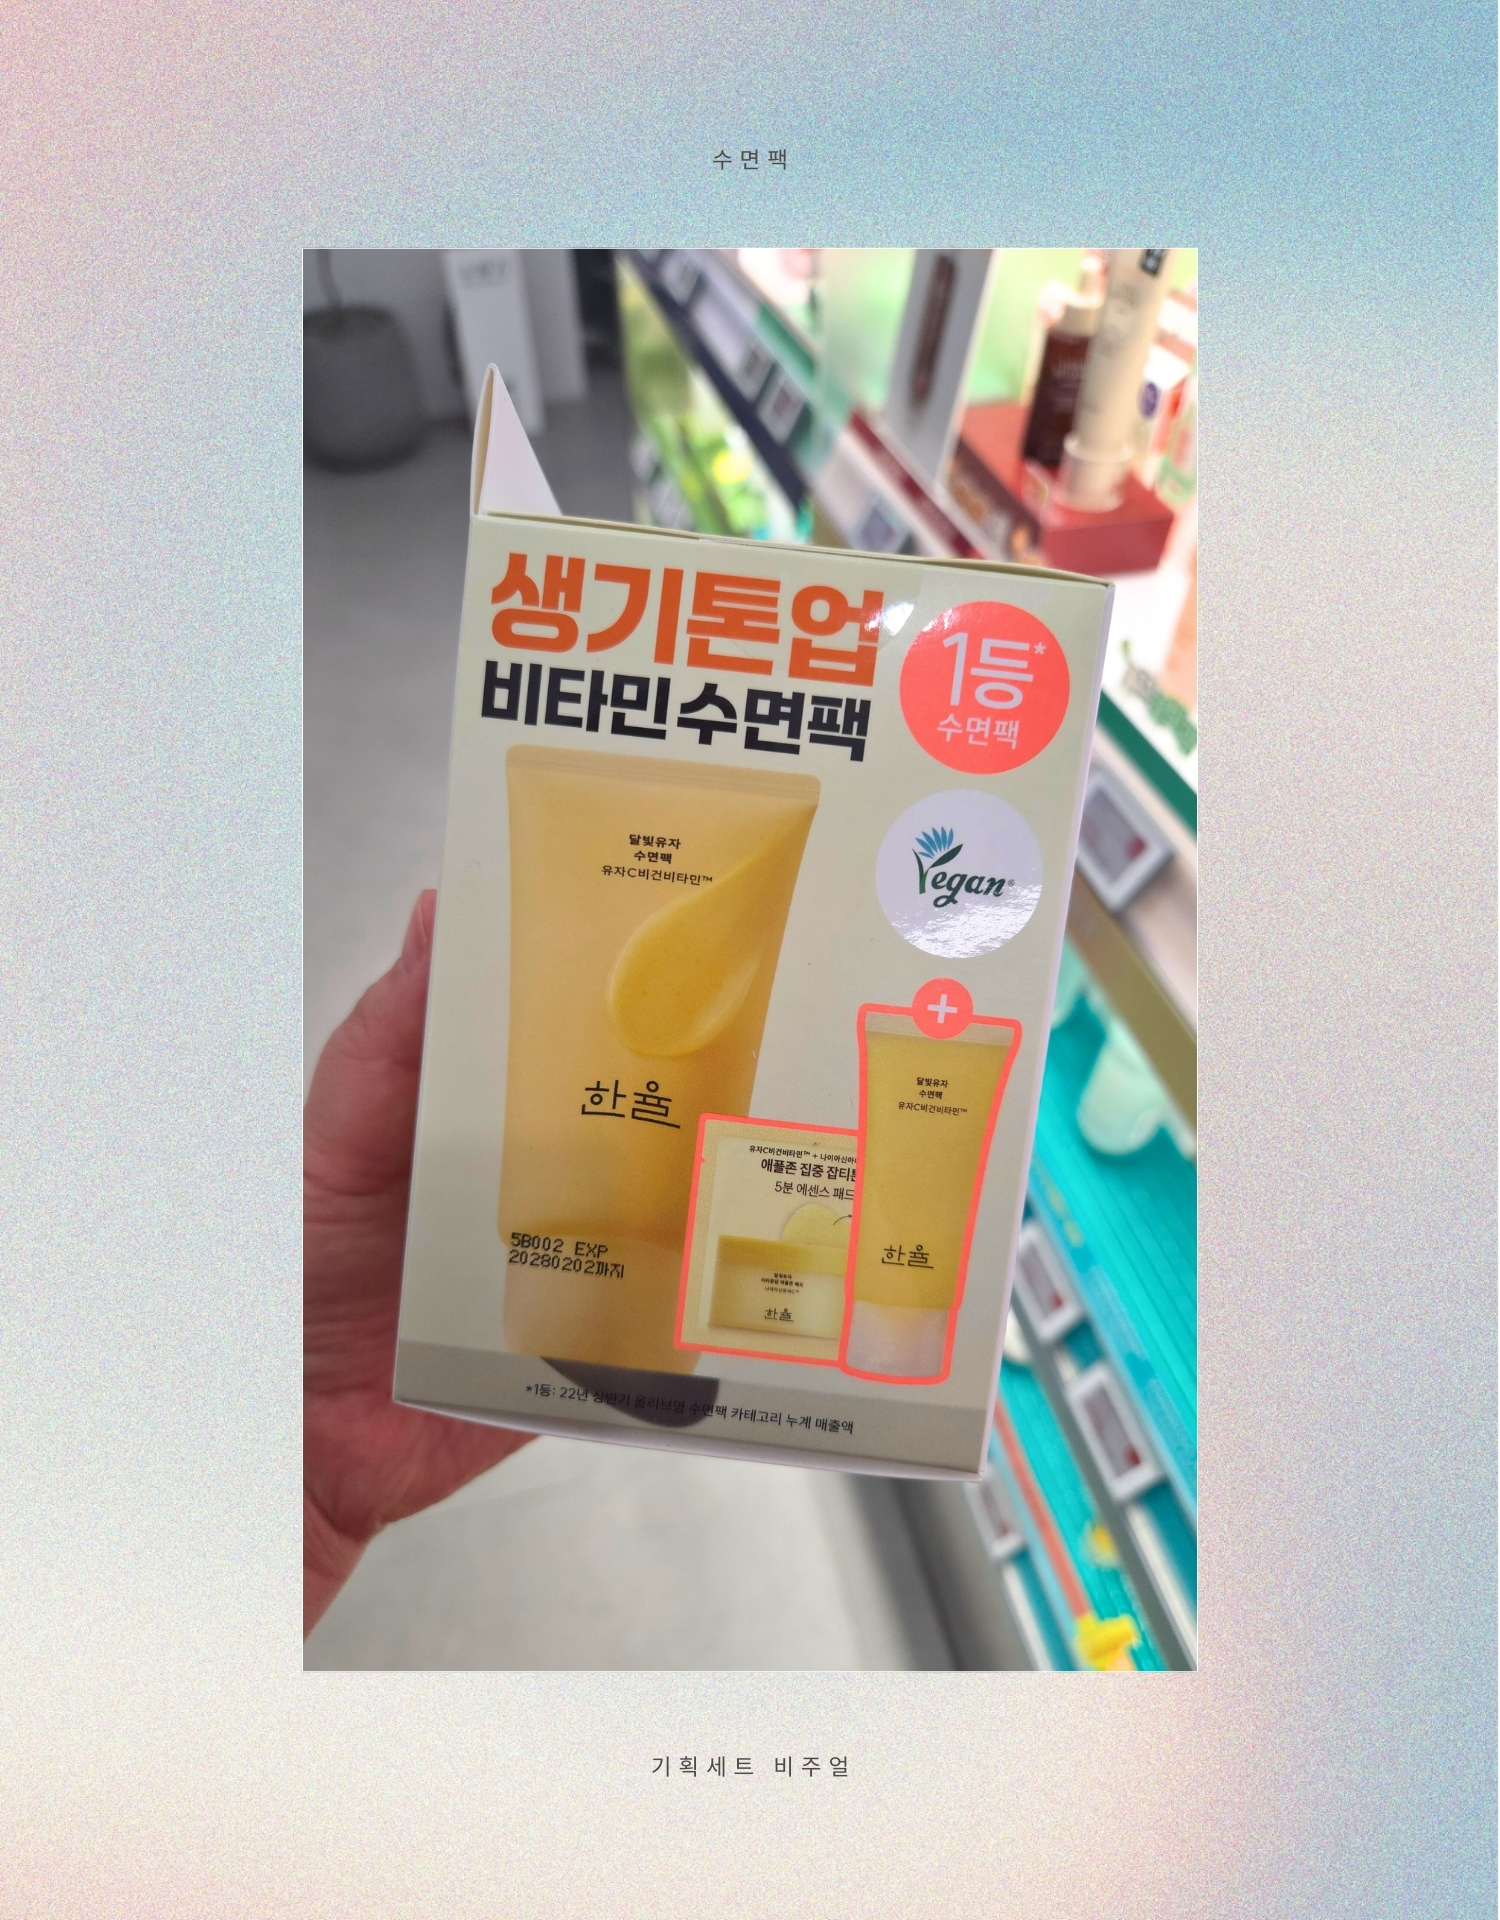 수면팩
생기톤업
비타민수면팩
1등*
수면팩
달빛유자
수면팩
유자C비건비타민™
Vegan®
+
한율
달빛유자
수면팩
유자C비건비타민™
한율
유자C비건비타민™ + 나이아신아
애플존 집중 잡티톤
5분 에센스 패드
한율
5B002 EXP
20280202까지
*1등: 22년 상반기 올리브영 수면팩 카테고리 누계 매출액
기획세트 비주얼